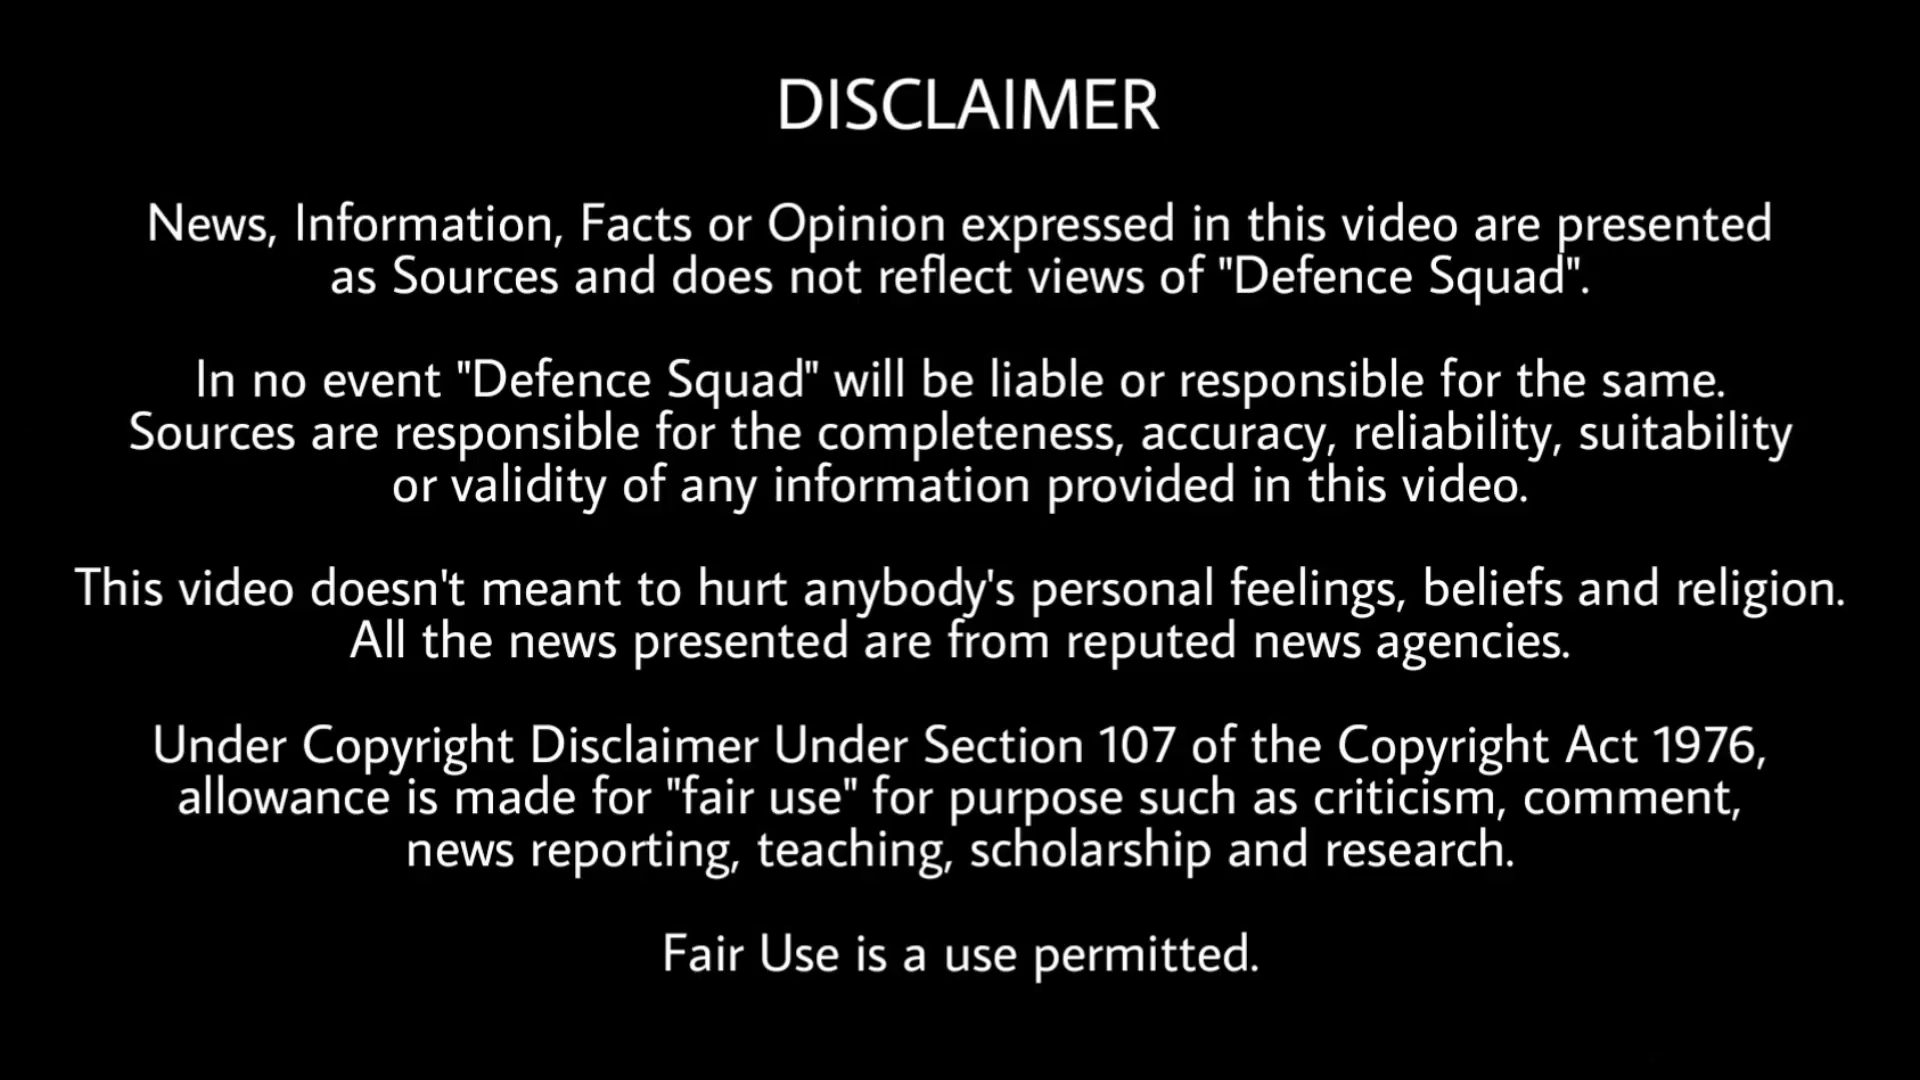 DISCLAIMER
News, Information, Facts or Opinion expressed in this video are presented
as Sources and does not reflect views of "Defence Squad".
In no event "Defence Squad" will be liable or responsible for the same.
Sources are responsible for the completeness, accuracy, reliability, suitability
or validity of any information provided in this video.
This video doesn't meant to hurt anybody's personal feelings, beliefs and religion.
All the news presented are from reputed news agencies.
Under Copyright Disclaimer Under Section 107 of the Copyright Act 1976,
allowance is made for "fair use" for purpose such as criticism, comment,
news reporting, teaching, scholarship and research.
Fair Use is a use permitted.